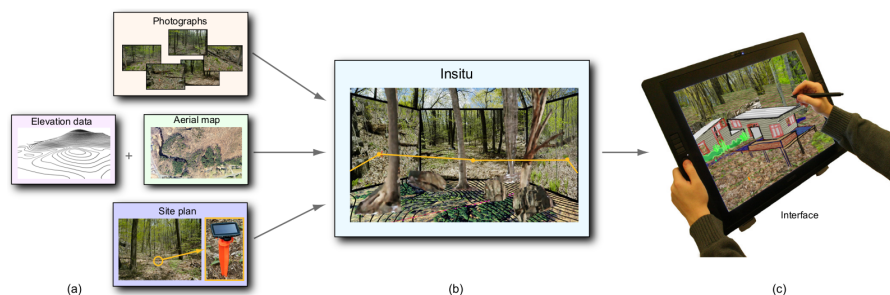 Photographs
Insitu
Elevation data
Aerial map
+
Site plan
Interface
(a)
(b)
(c)